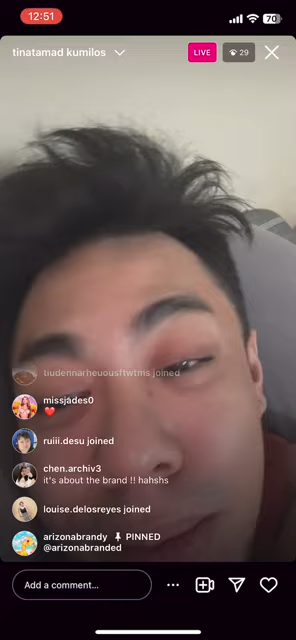 12:51
70
tinatamad kumilos
LIVE
29
joined
missjades0
❤️
ruiii.desu joined
chen.archiv3
it's about the brand !! hahshs
louise.delosreyes joined
arizonabrandy 📌 PINNED
@arizonabranded
Add a comment...